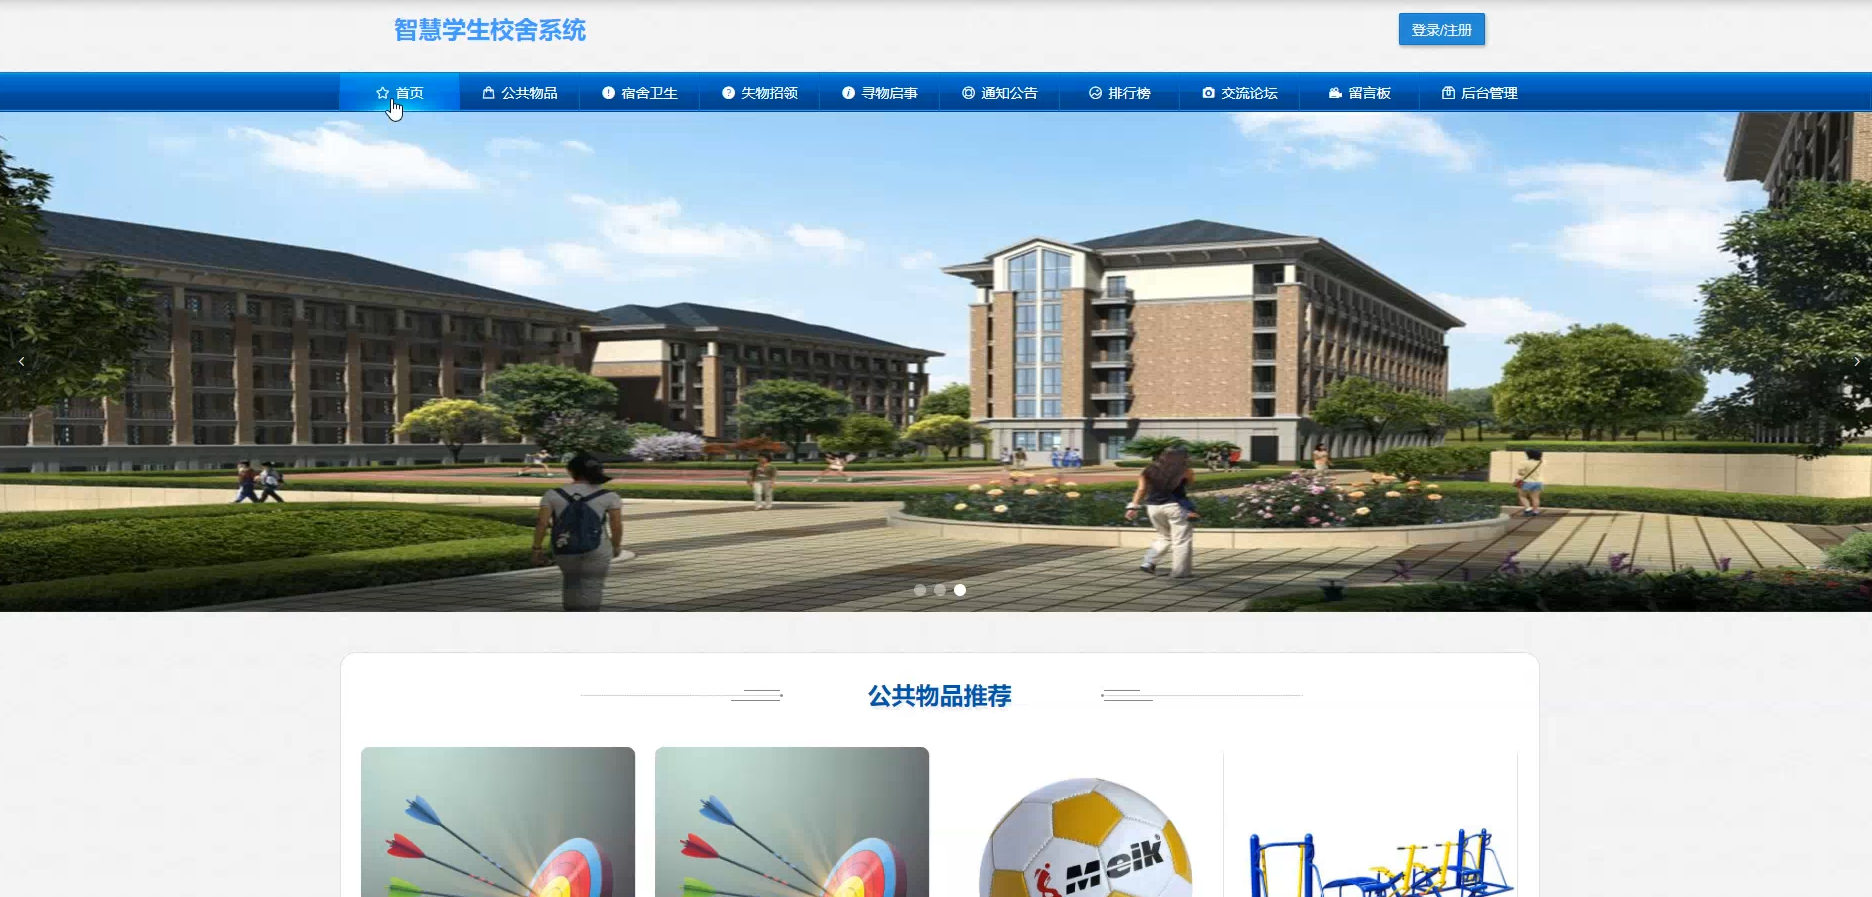 智慧学生校舍系统
登录/注册
首页
公共物品
宿舍卫生
失物招领
寻物启事
通知公告
排行榜
交流论坛
留言板
后台管理
公共物品推荐
Meik